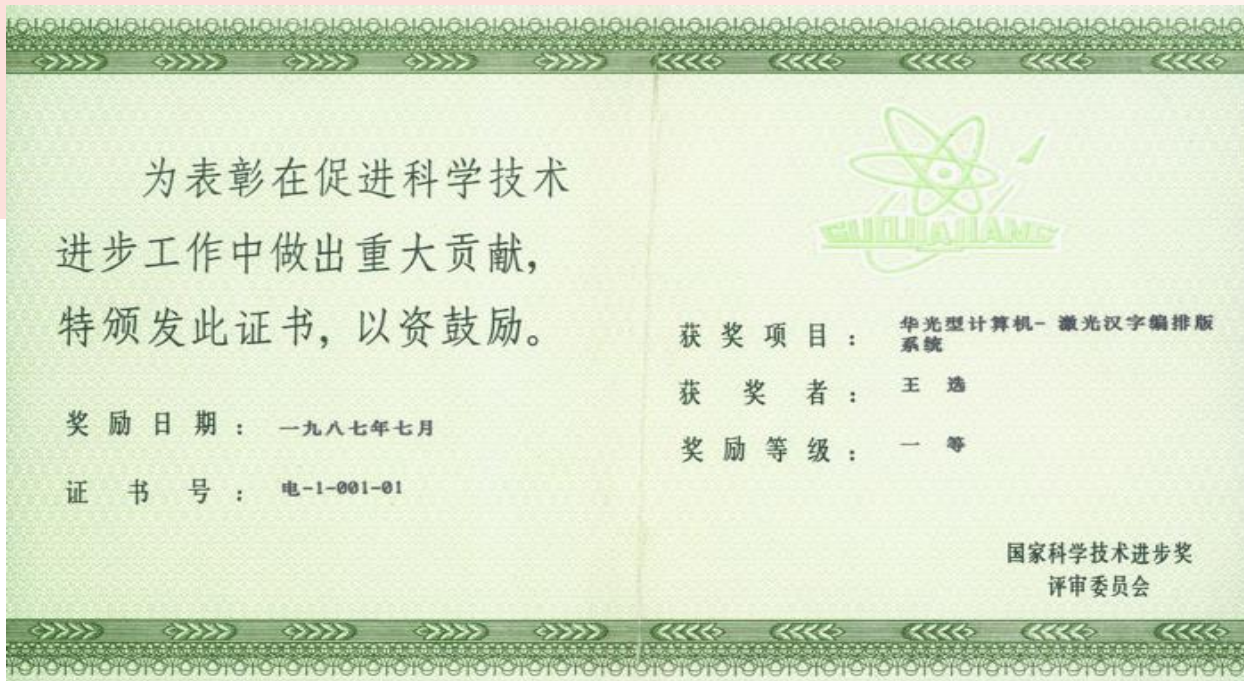 为表彰在促进科学技术
进步工作中做出重大贡献，
特颁发此证书，以资鼓励。
奖励日期： 一九八七年七月
证书号： 电-1-001-01
GUOJIAJIANG
获奖项目： 华光型计算机- 激光汉字编排版
系统
获奖者： 王选
奖励等级： 一等
国家科学技术进步奖
评审委员会